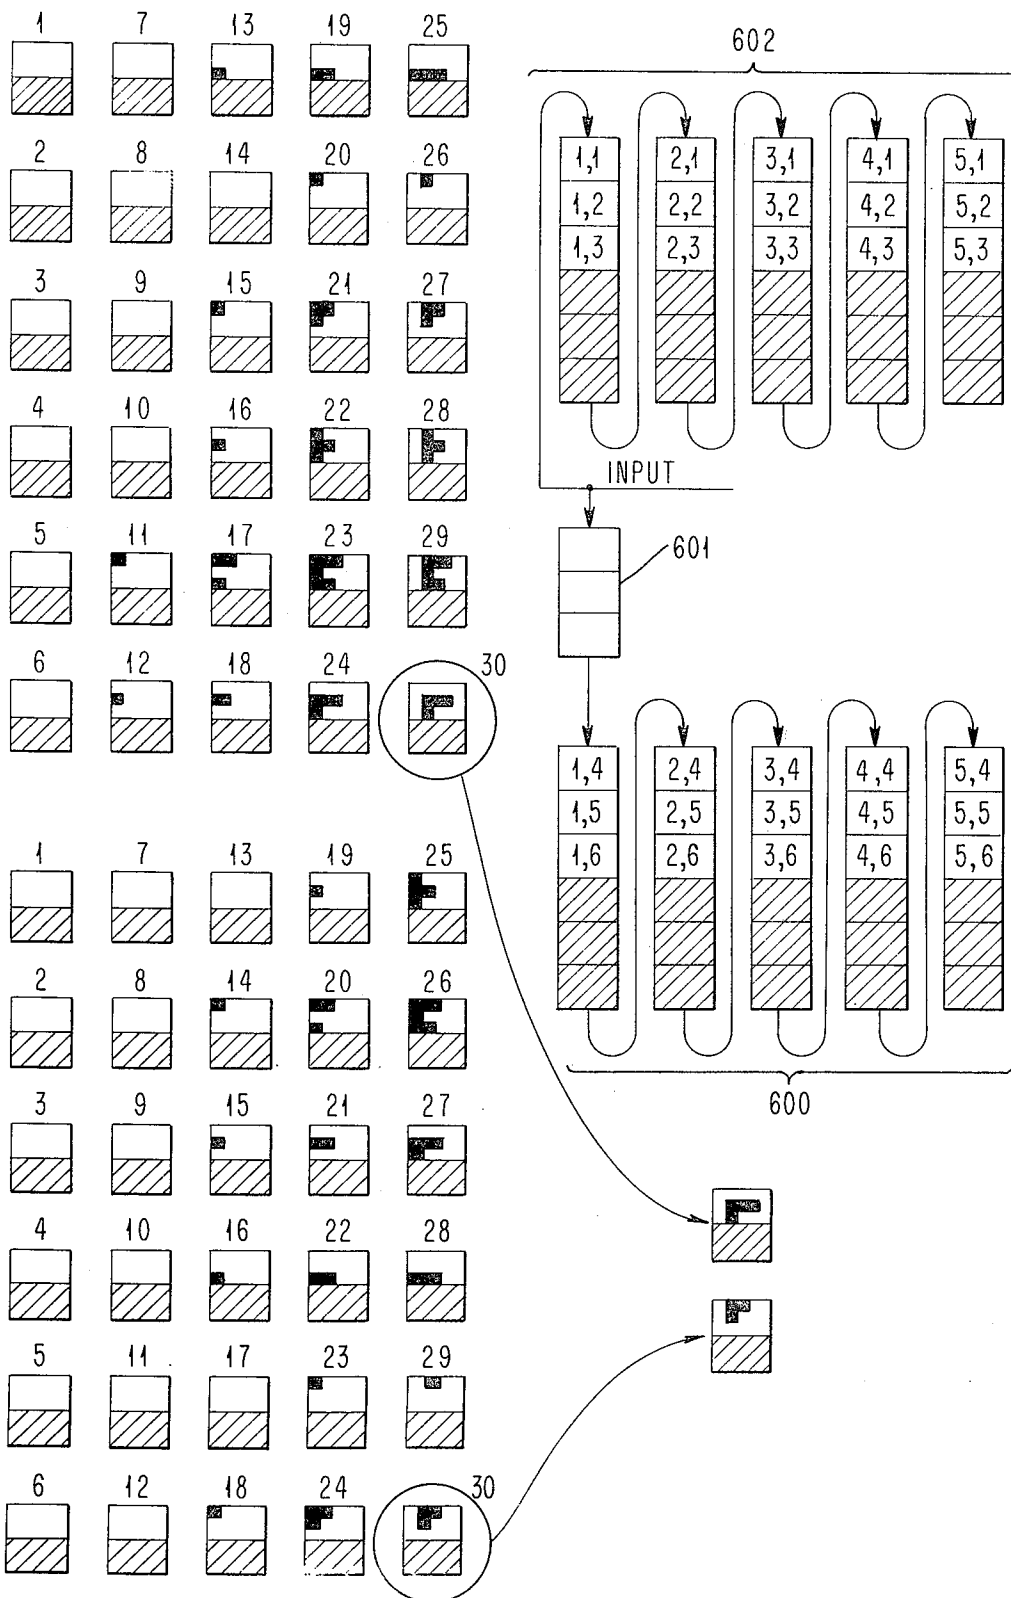 1 7 13 19 25
2 8 14 20 26
3 9 15 21 27
4 10 16 22 28
5 11 17 23 29
6 12 18 24 30
1 7 13 19 25
2 8 14 20 26
3 9 15 21 27
4 10 16 22 28
5 11 17 23 29
6 12 18 24 30
602
1,1 2,1 3,1 4,1 5,1
1,2 2,2 3,2 4,2 5,2
1,3 2,3 3,3 4,3 5,3
INPUT
601
1,4 2,4 3,4 4,4 5,4
1,5 2,5 3,5 4,5 5,5
1,6 2,6 3,6 4,6 5,6
600